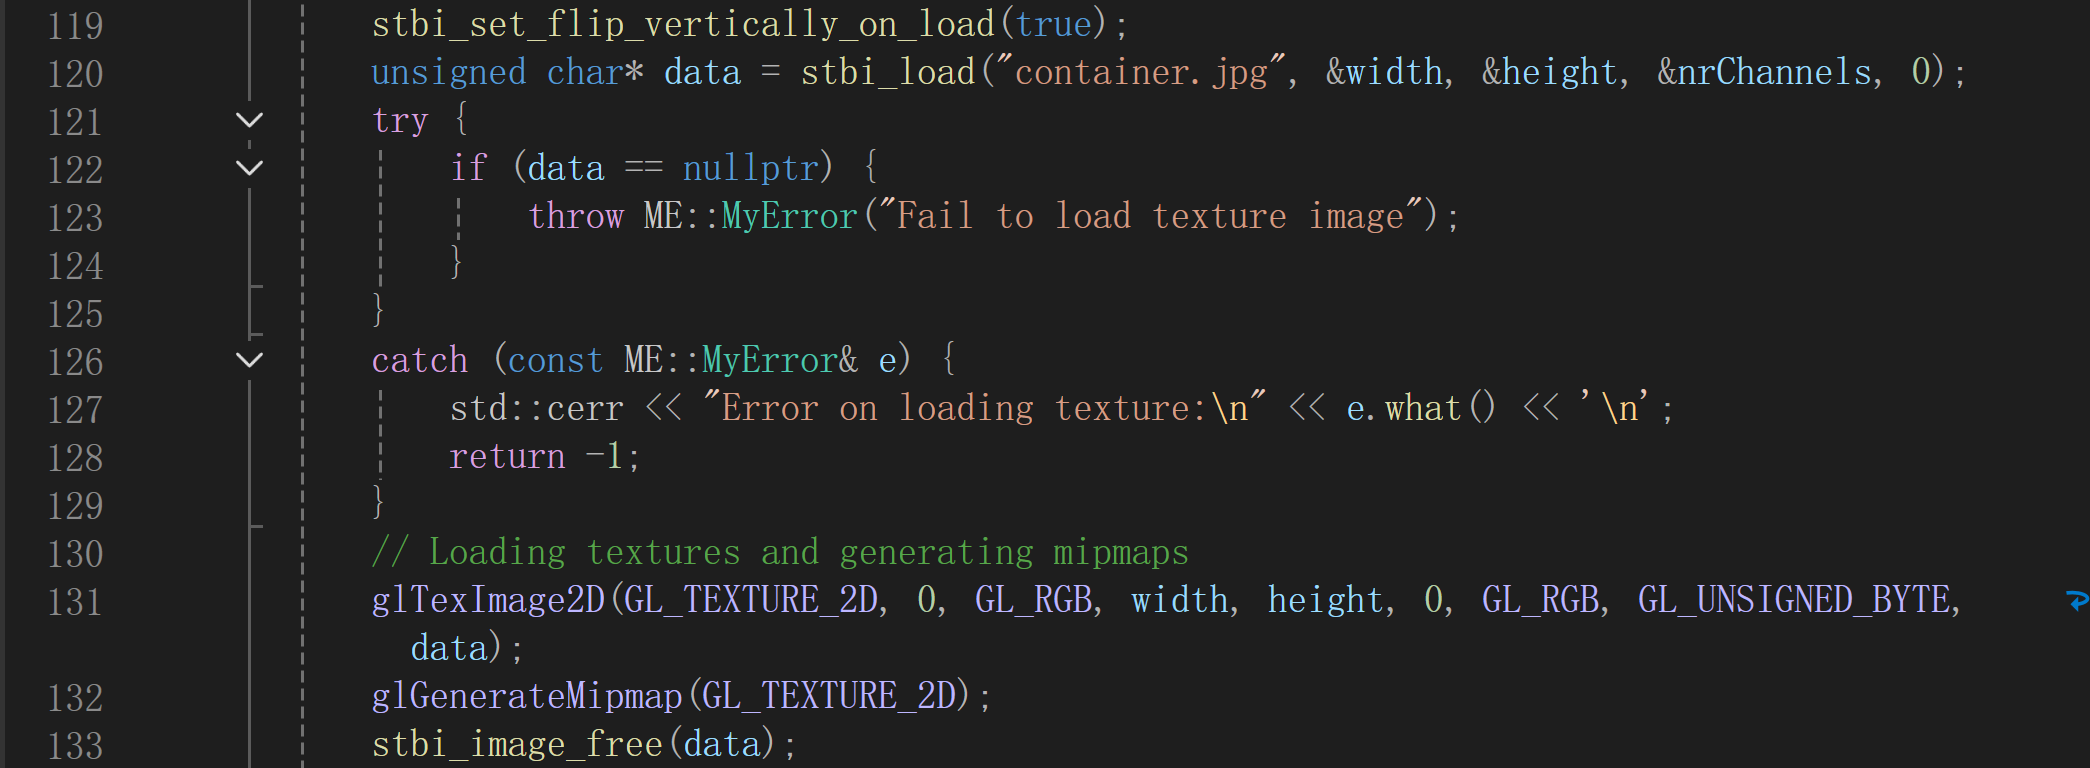 119 stbi_set_flip_vertically_on_load(true);
120 unsigned char* data = stbi_load("container.jpg", &width, &height, &nrChannels, 0);
121 try {
122 if (data == nullptr) {
123 throw ME::MyError("Fail to load texture image");
124 }
125 }
126 catch (const ME::MyError& e) {
127 std::cerr << "Error on loading texture:\n" << e.what() << '\n';
128 return -1;
129 }
130 // Loading textures and generating mipmaps
131 glTexImage2D(GL_TEXTURE_2D, 0, GL_RGB, width, height, 0, GL_RGB, GL_UNSIGNED_BYTE,
data);
132 glGenerateMipmap(GL_TEXTURE_2D);
133 stbi_image_free(data);